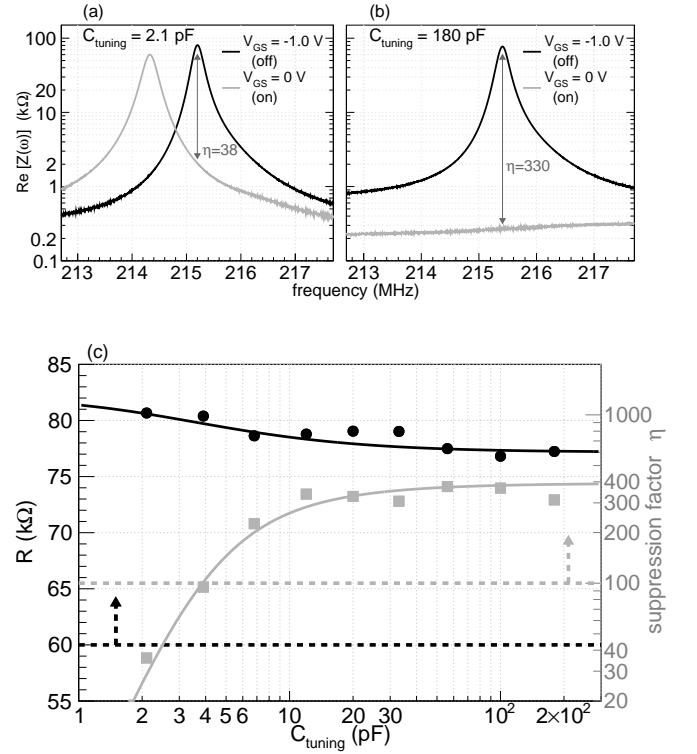 (a)
(b)
C_tuning = 2.1 pF
V_GS = -1.0 V
(off)
V_GS = 0 V
(on)
C_tuning = 180 pF
V_GS = -1.0 V
(off)
V_GS = 0 V
(on)
Re [Z(ω)] (kΩ)
100
40
20
10
4
2
1
0.2
0.1
η=38
η=330
213 214 215 216 217
213 214 215 216 217
frequency (MHz)
(c)
R (kΩ)
85
80
75
70
65
60
55
1000
400
300
200
100
40
30
20
suppression factor η
1 2 3 4 5 6 10 20 30 10² 2×10²
C_tuning (pF)